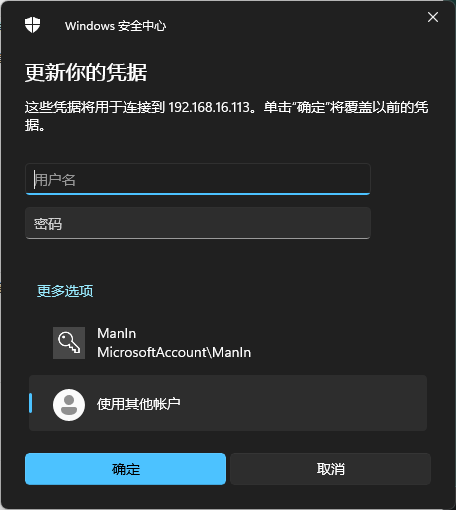 Windows 安全中心
更新你的凭据
这些凭据将用于连接到 192.168.16.113。单击“确定”将覆盖以前的凭
据。
用户名
密码
更多选项
ManIn
MicrosoftAccount\ManIn
使用其他帐户
确定
取消